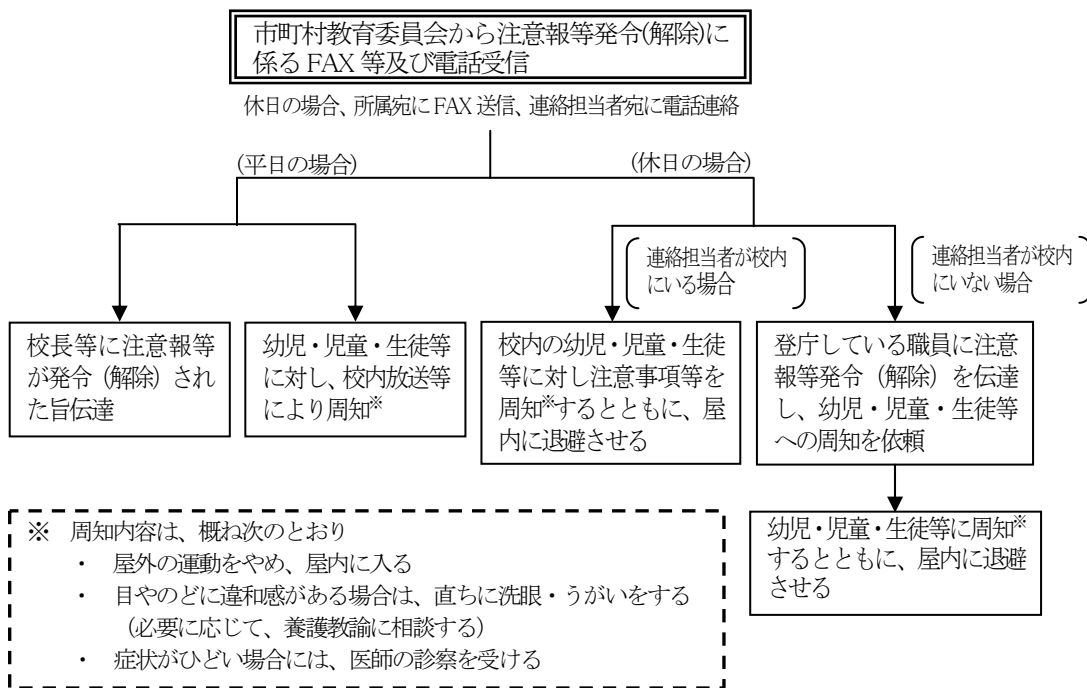 市町村教育委員会から注意報等発令(解除)に
係る FAX 等及び電話受信
休日の場合、所属宛に FAX 送信、連絡担当者宛に電話連絡
(平日の場合)
(休日の場合)
連絡担当者が校内
にいる場合
連絡担当者が校内
にいない場合
校長等に注意報等
が発令（解除）され
た旨伝達
幼児・児童・生徒等
に対し、校内放送等
により周知※
校内の幼児・児童・生徒
等に対し注意事項等を
周知※するとともに、屋
内に退避させる
登庁している職員に注意
報等発令（解除）を伝達
し、幼児・児童・生徒等
への周知を依頼
幼児・児童・生徒等に周知※
するとともに、屋内に退避
させる
※　周知内容は、概ね次のとおり
・　屋外の運動をやめ、屋内に入る
・　目やのどに違和感がある場合は、直ちに洗眼・うがいをする
（必要に応じて、養護教諭に相談する）
・　症状がひどい場合には、医師の診察を受ける